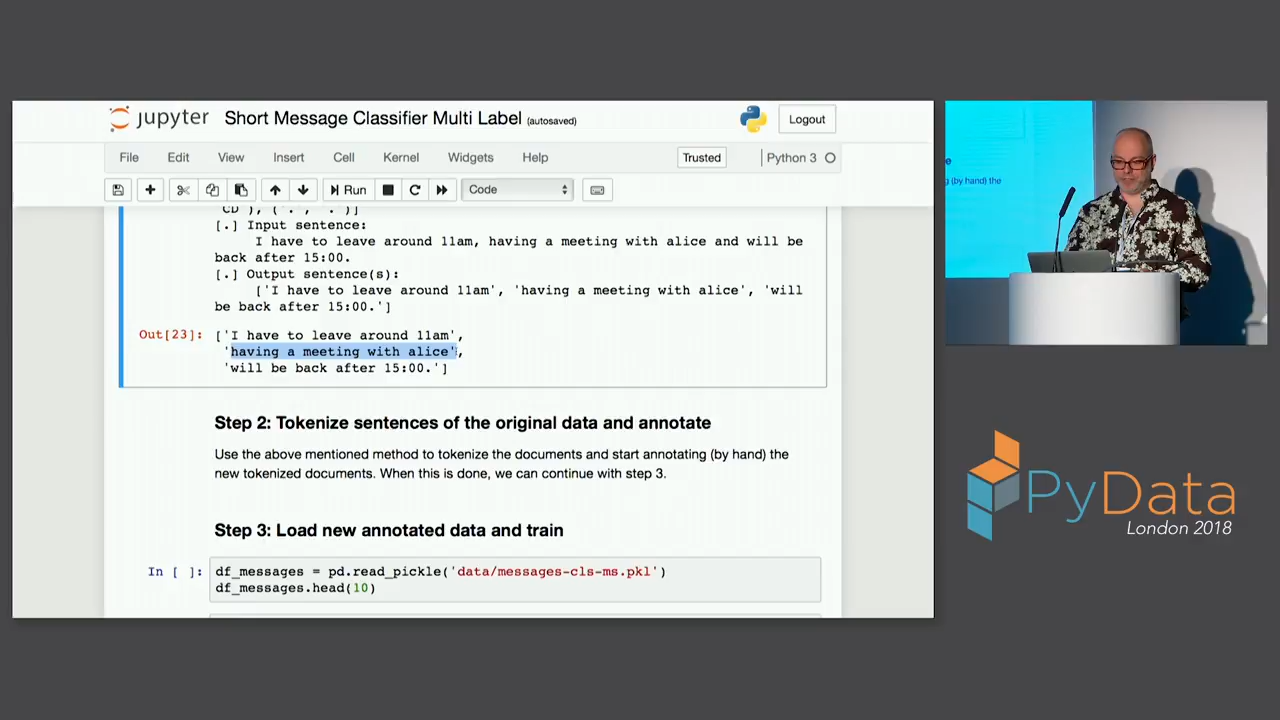 jupyter Short Message Classifier Multi Label (autosaved)
Logout
File Edit View Insert Cell Kernel Widgets Help Trusted Python 3
Run Code
CD'), ('.', '.')]
[.] Input sentence:
I have to leave around 11am, having a meeting with alice and will be
back after 15:00.
[.] Output sentence(s):
['I have to leave around 11am', 'having a meeting with alice', 'will
be back after 15:00.']
Out[23]: ['I have to leave around 11am',
'having a meeting with alice',
'will be back after 15:00.']
Step 2: Tokenize sentences of the original data and annotate
Use the above mentioned method to tokenize the documents and start annotating (by hand) the
new tokenized documents. When this is done, we can continue with step 3.
Step 3: Load new annotated data and train
In [ ]: df_messages = pd.read_pickle('data/messages-cls-ms.pkl')
df_messages.head(10)
(by hand) the
PyData
London 2018